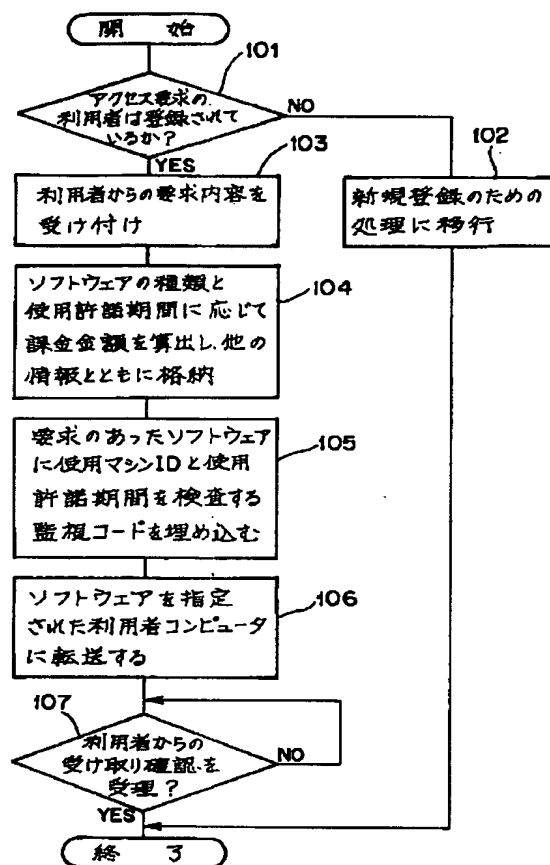 開 始
101
アクセス要求の
利用者は登録されて
いるか？
NO
YES
103
利用者からの要求内容を
受け付け
102
新規登録のための
処理に移行
ソフトウェアの種類と
使用許諾期間に応じて
課金金額を算出し、他の
情報とともに格納
104
要求のあったソフトウェア
に使用マシンIDと使用
許諾期間を検査する
監視コードを埋め込む
105
ソフトウェアを指定
された利用者コンピュータ
に転送する
106
107
利用者からの
受け取り確認を
受理？
NO
YES
終 了